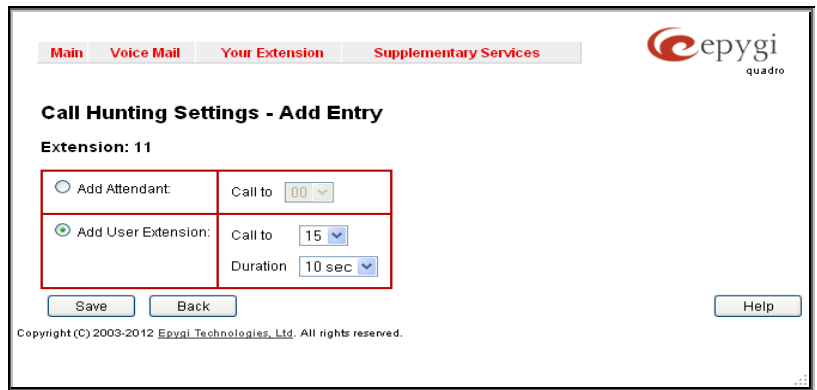 epygi
quadro
Main Voice Mail Your Extension Supplementary Services
Call Hunting Settings - Add Entry
Extension: 11
Add Attendant: Call to 00
Add User Extension: Call to 15
Duration 10 sec
Save Back Help
Copyright (C) 2003-2012 Epygi Technologies, Ltd. All rights reserved.